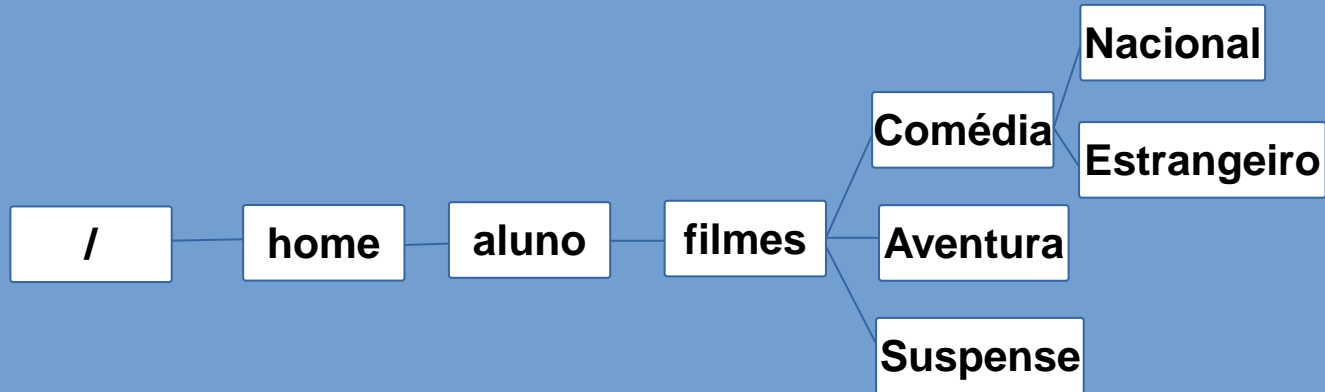 Nacional
Comédia
Estrangeiro
/
home
aluno
filmes
Aventura
Suspense